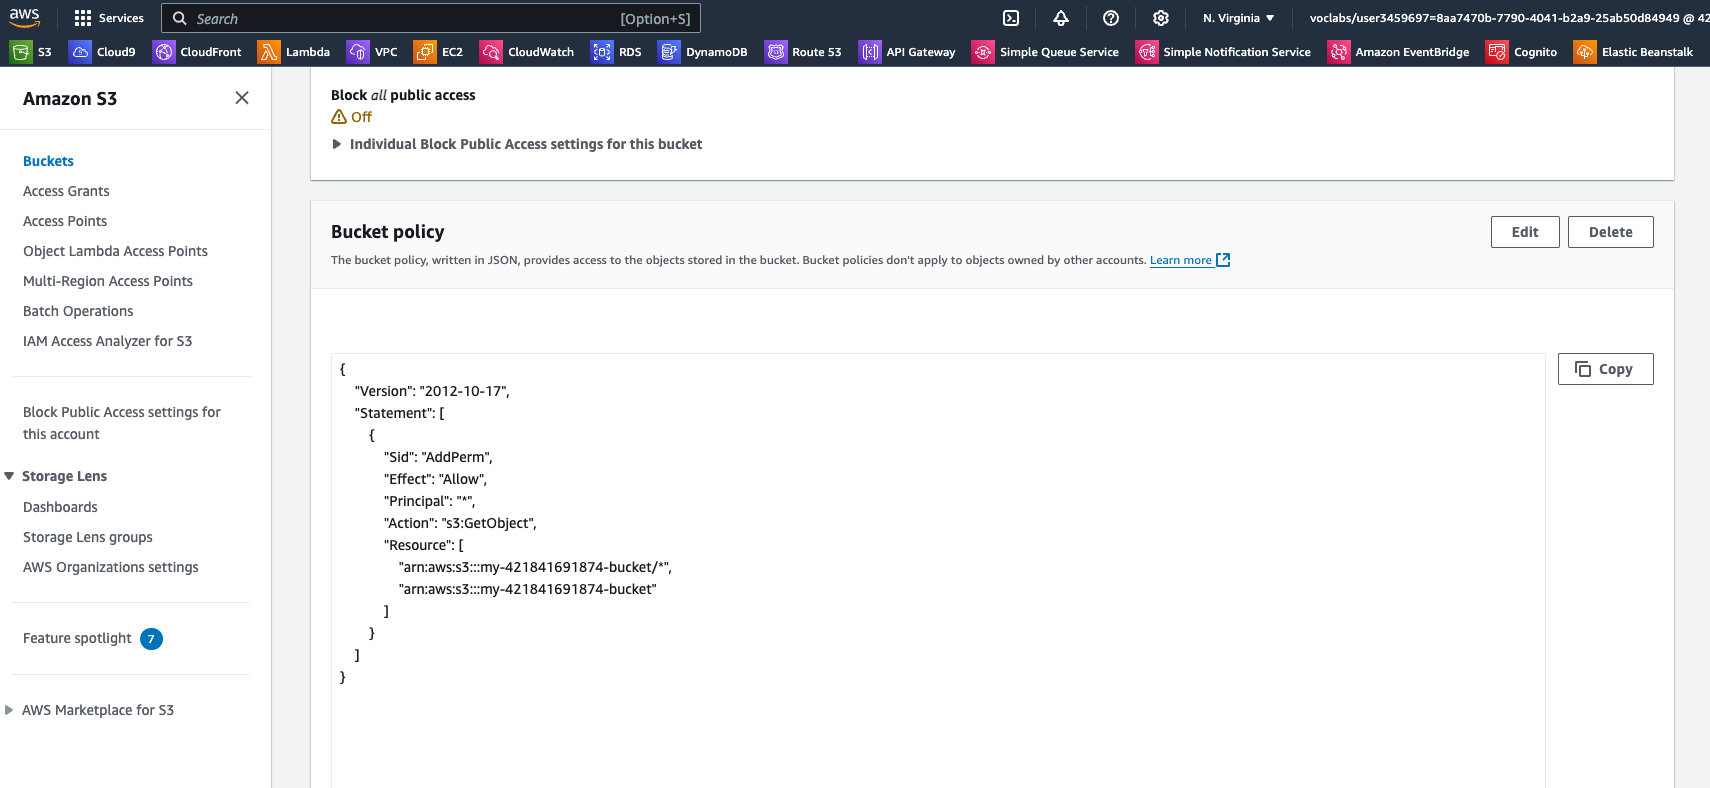 aws
Services
Search
[Option+S]
N. Virginia
voclabs/user3459697=8aa7470b-7790-4041-b2a9-25ab50d84949 @ 42
S3
Cloud9
CloudFront
Lambda
VPC
EC2
CloudWatch
RDS
DynamoDB
Route 53
API Gateway
Simple Queue Service
Simple Notification Service
Amazon EventBridge
Cognito
Elastic Beanstalk
Amazon S3
Buckets
Access Grants
Access Points
Object Lambda Access Points
Multi-Region Access Points
Batch Operations
IAM Access Analyzer for S3
Block Public Access settings for
this account
Storage Lens
Dashboards
Storage Lens groups
AWS Organizations settings
Feature spotlight 7
AWS Marketplace for S3
Block all public access
Off
Individual Block Public Access settings for this bucket
Bucket policy
Edit
Delete
The bucket policy, written in JSON, provides access to the objects stored in the bucket. Bucket policies don't apply to objects owned by other accounts. Learn more
Copy
{
"Version": "2012-10-17",
"Statement": [
{
"Sid": "AddPerm",
"Effect": "Allow",
"Principal": "*",
"Action": "s3:GetObject",
"Resource": [
"arn:aws:s3:::my-421841691874-bucket/*",
"arn:aws:s3:::my-421841691874-bucket"
]
}
]
}